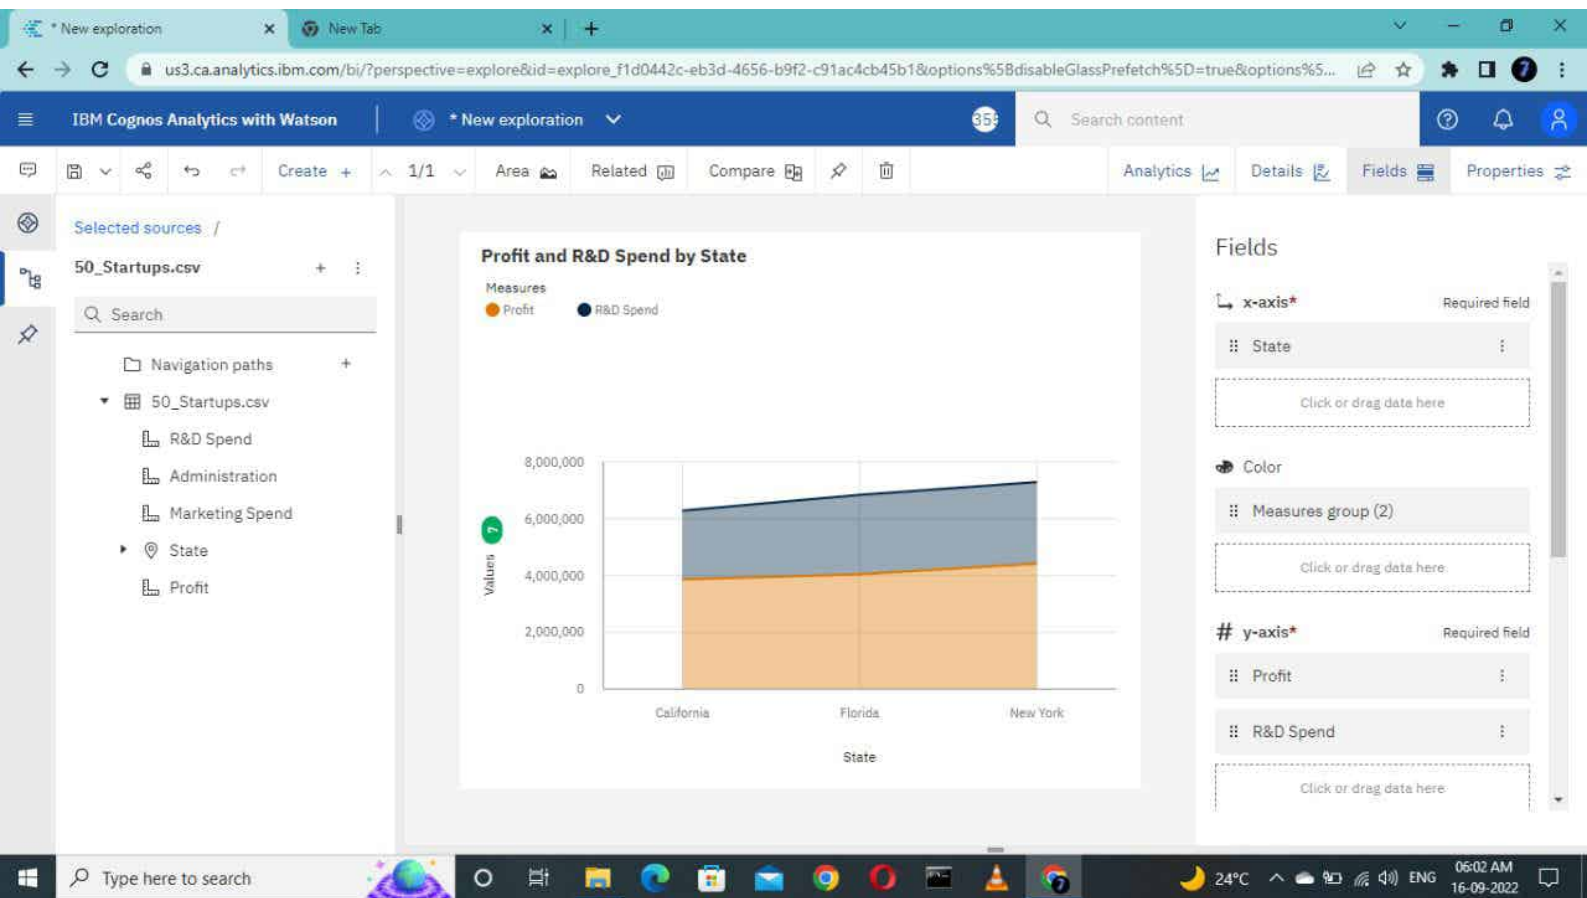 * New exploration
New Tab
us3.ca.analytics.ibm.com/bi/?perspective=explore&id=explore_f1d0442c-eb3d-4656-b9f2-c91ac4cb45b1&options%5BdisableGlassPrefetch%5D=true&options%5...
7
IBM Cognos Analytics with Watson
* New exploration
Search content
Create +
1/1
Area
Related
Compare
Analytics
Details
Fields
Properties
Selected sources /
50_Startups.csv
Search
Navigation paths
50_Startups.csv
R&D Spend
Administration
Marketing Spend
State
Profit
Profit and R&D Spend by State
Measures
Profit
R&D Spend
8,000,000
6,000,000
4,000,000
2,000,000
0
Values
7
California
Florida
New York
State
Fields
x-axis*
Required field
State
Click or drag data here
Color
Measures group (2)
Click or drag data here
# y-axis*
Required field
Profit
R&D Spend
Click or drag data here
Type here to search
24°C
ENG
06:02 AM
16-09-2022